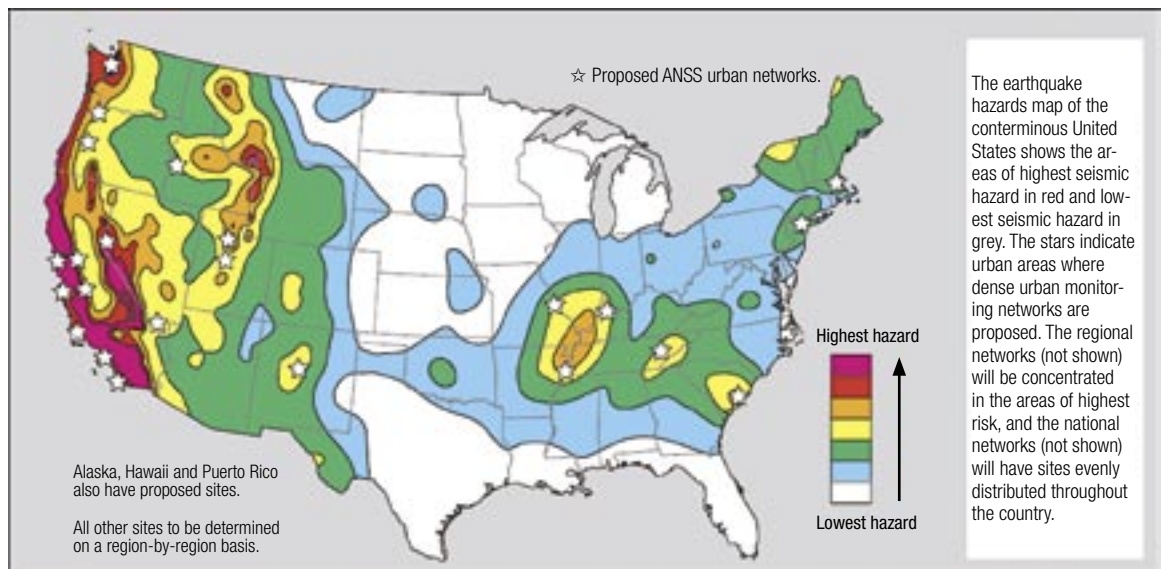 ☆ Proposed ANSS urban networks.
Alaska, Hawaii and Puerto Rico
also have proposed sites.
All other sites to be determined
on a region-by-region basis.
Highest hazard
Lowest hazard
The earthquake
hazards map of the
conterminous United
States shows the ar-
eas of highest seismic
hazard in red and low-
est seismic hazard in
grey. The stars indicate
urban areas where
dense urban monitor-
ing networks are
proposed. The regional
networks (not shown)
will be concentrated
in the areas of highest
risk, and the national
networks (not shown)
will have sites evenly
distributed throughout
the country.